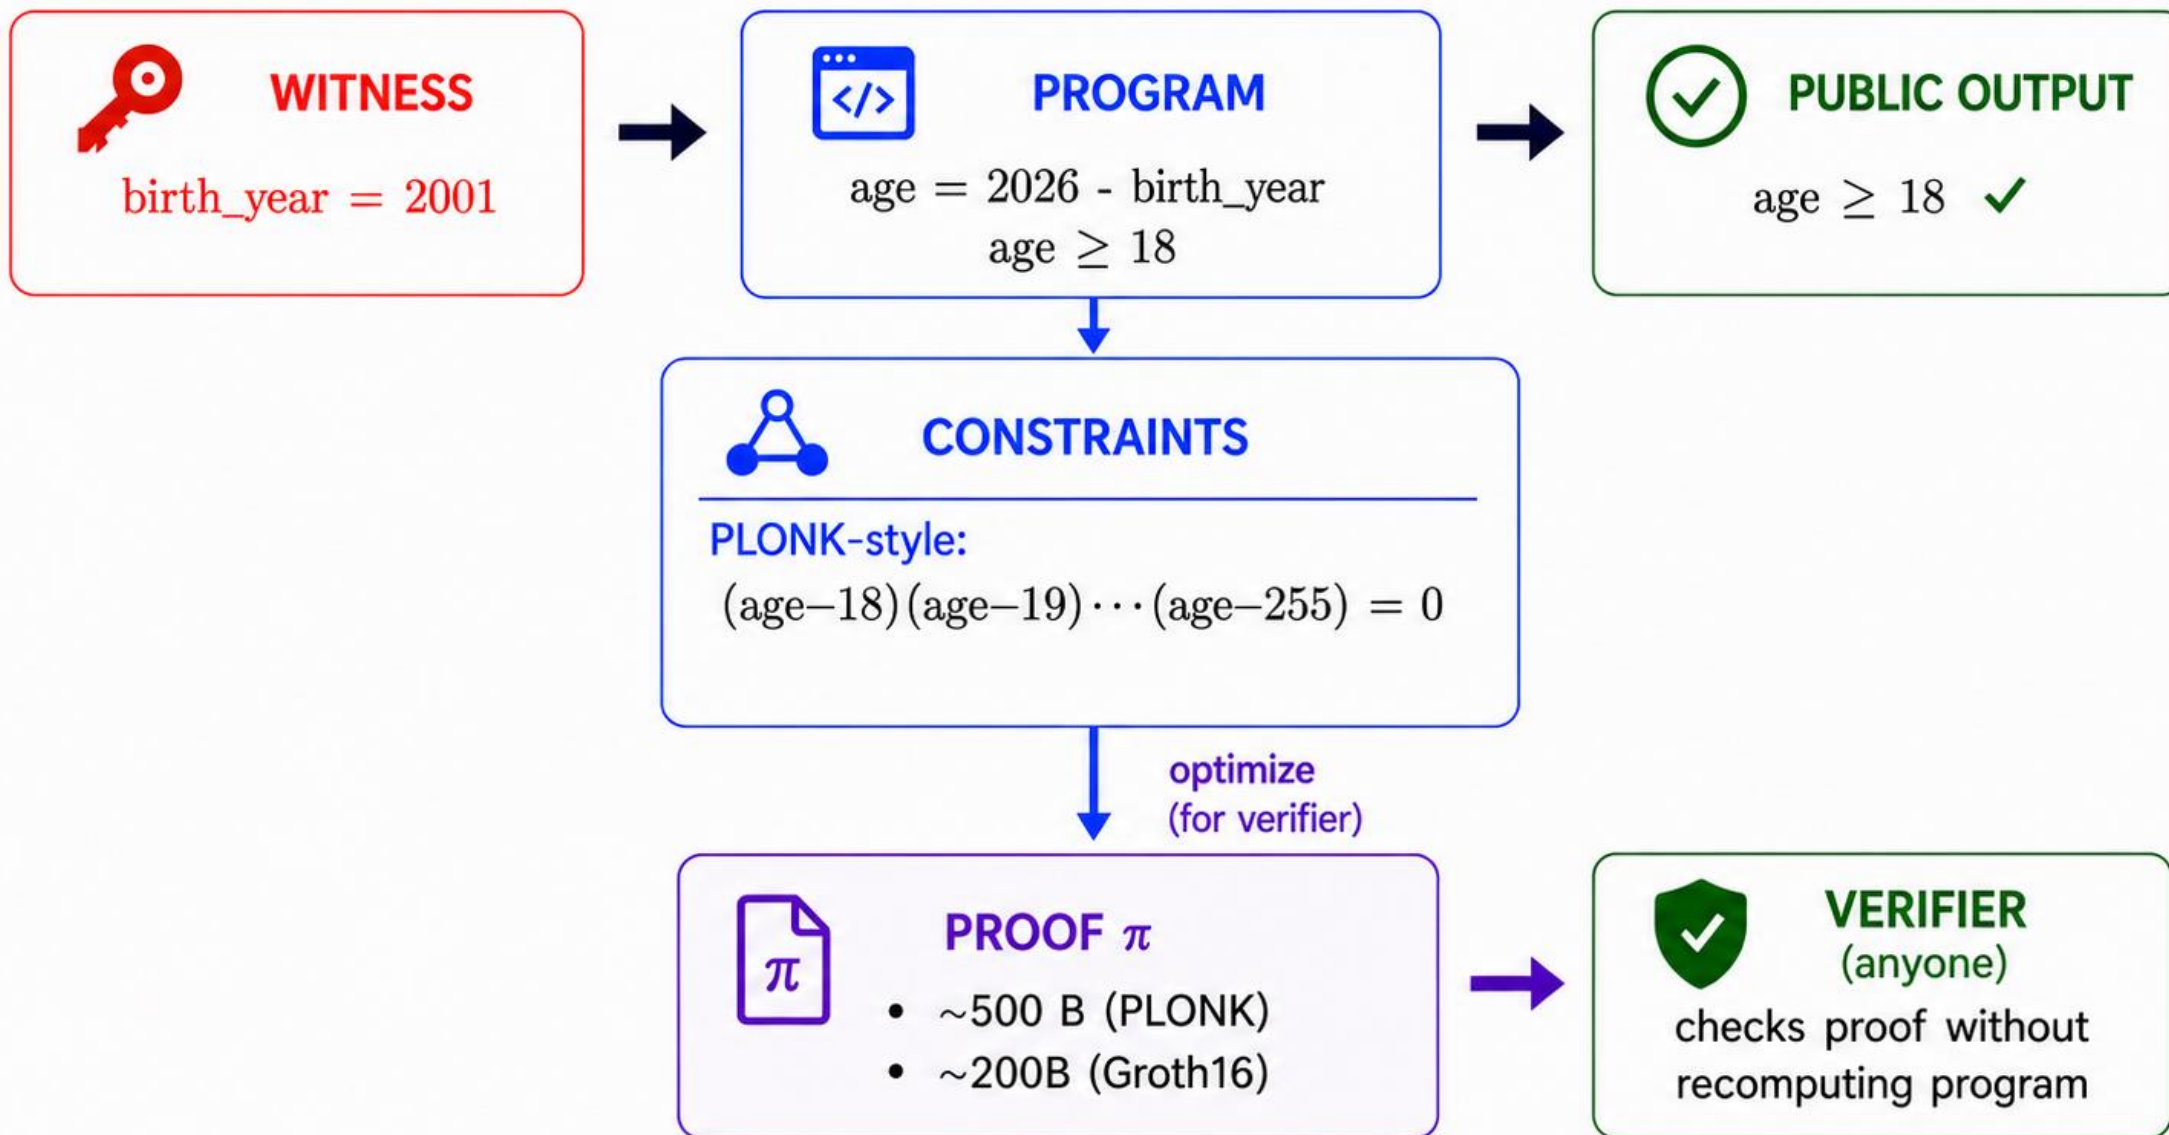 WITNESS
birth_year = 2001
</>
PROGRAM
age = 2026 - birth_year
age ≥ 18
PUBLIC OUTPUT
age ≥ 18 ✓
CONSTRAINTS
PLONK-style:
(age−18)(age−19)⋯(age−255) = 0
optimize
(for verifier)
π
PROOF π
• ~500 B (PLONK)
• ~200B (Groth16)
VERIFIER
(anyone)
checks proof without
recomputing program